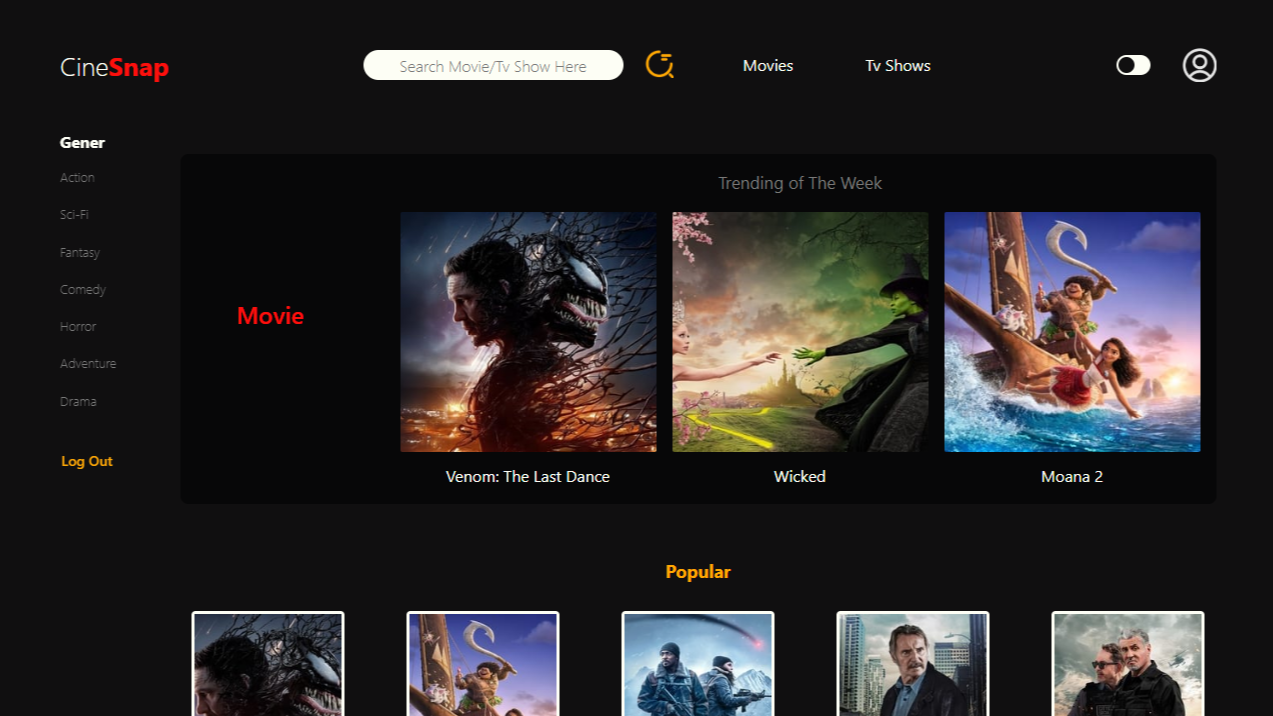 CineSnap
Search Movie/Tv Show Here
Movies
Tv Shows
Gener
Action
Sci-Fi
Fantasy
Comedy
Horror
Adventure
Drama
Log Out
Trending of The Week
Movie
Venom: The Last Dance
Wicked
Moana 2
Popular